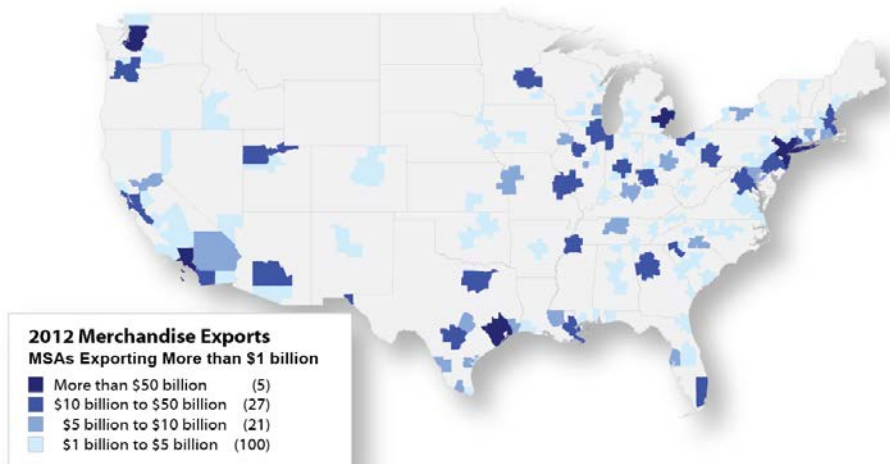 2012 Merchandise Exports
MSAs Exporting More than $1 billion
More than $50 billion (5)
$10 billion to $50 billion (27)
$5 billion to $10 billion (21)
$1 billion to $5 billion (100)